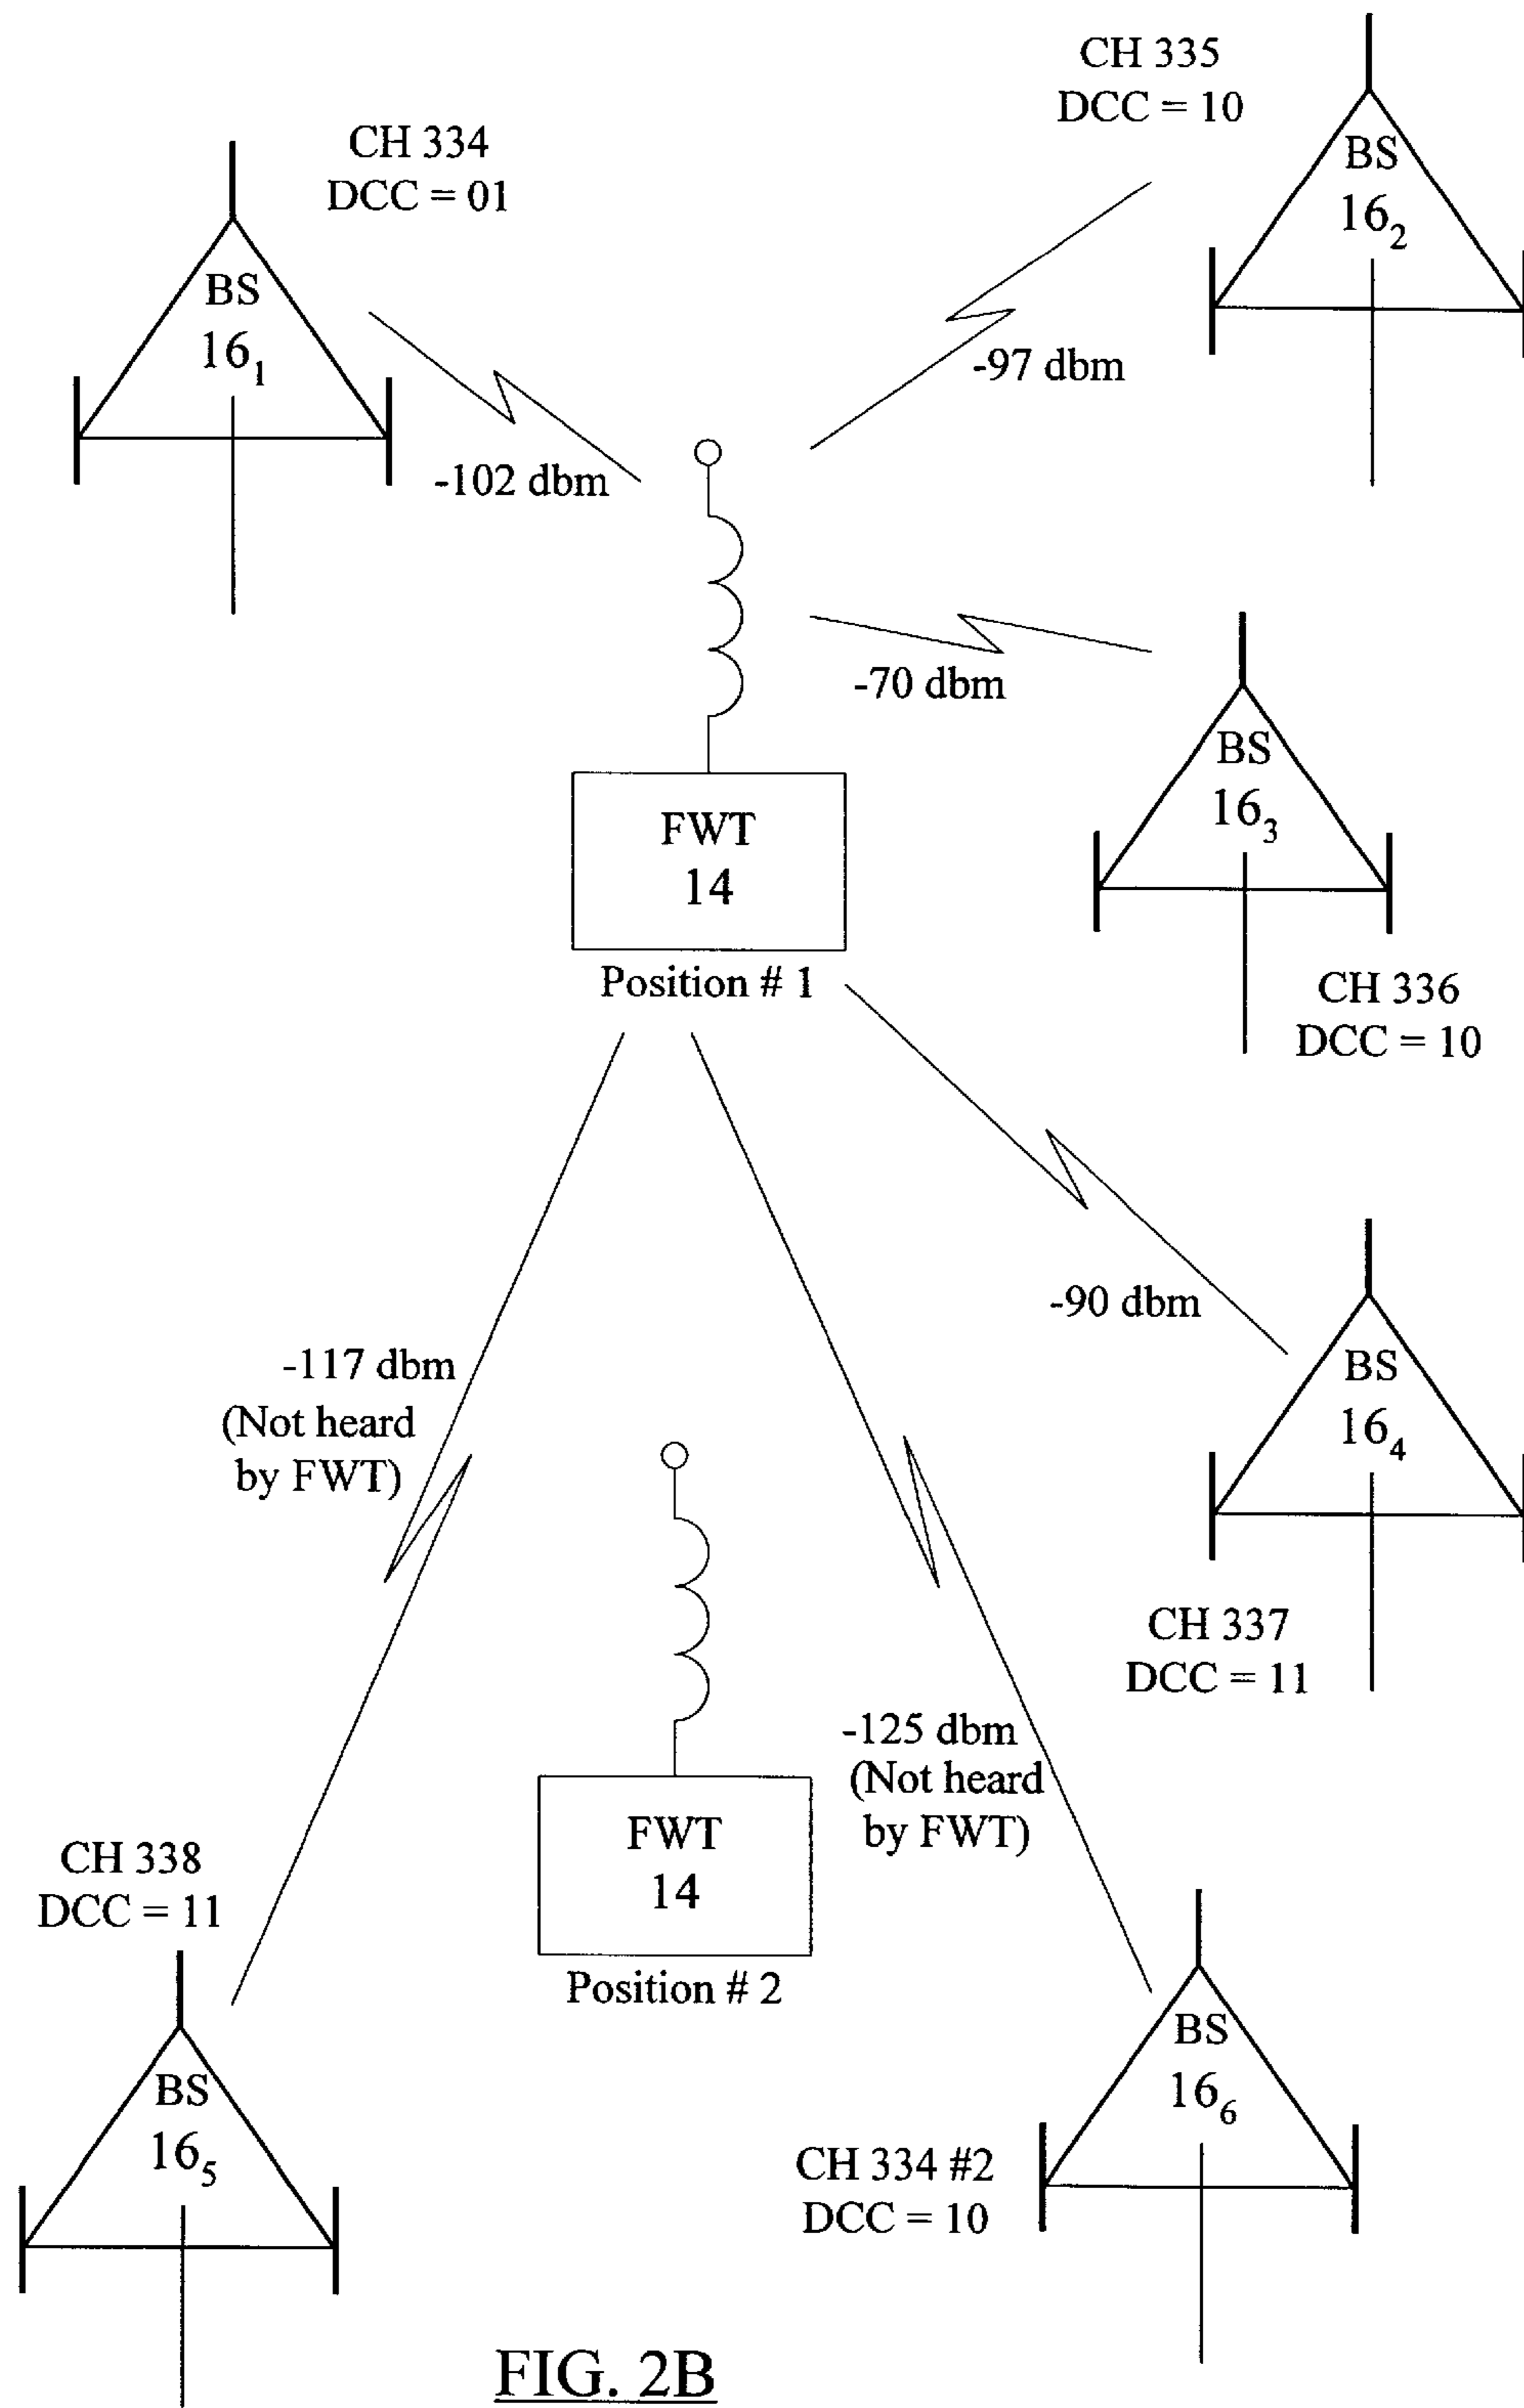 CH 335
DCC = 10
BS
16₂
CH 334
DCC = 01
BS
16₁
-97 dbm
-102 dbm
-70 dbm
BS
16₃
FWT
14
Position # 1
CH 336
DCC = 10
-90 dbm
-117 dbm
(Not heard
by FWT)
BS
16₄
CH 337
DCC = 11
-125 dbm
(Not heard
by FWT)
FWT
14
Position # 2
CH 338
DCC = 11
BS
16₅
BS
16₆
CH 334 #2
DCC = 10
FIG. 2B